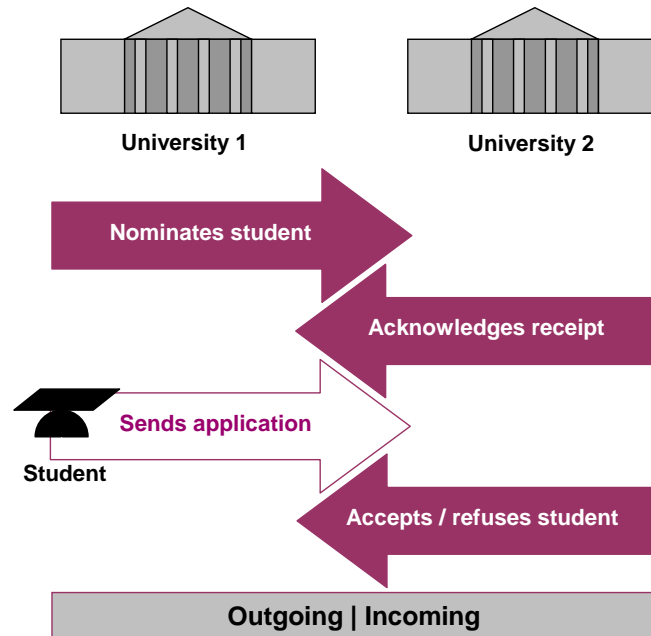 University 1
University 2
Nominates student
Acknowledges receipt
Sends application
Student
Accepts / refuses student
Outgoing | Incoming